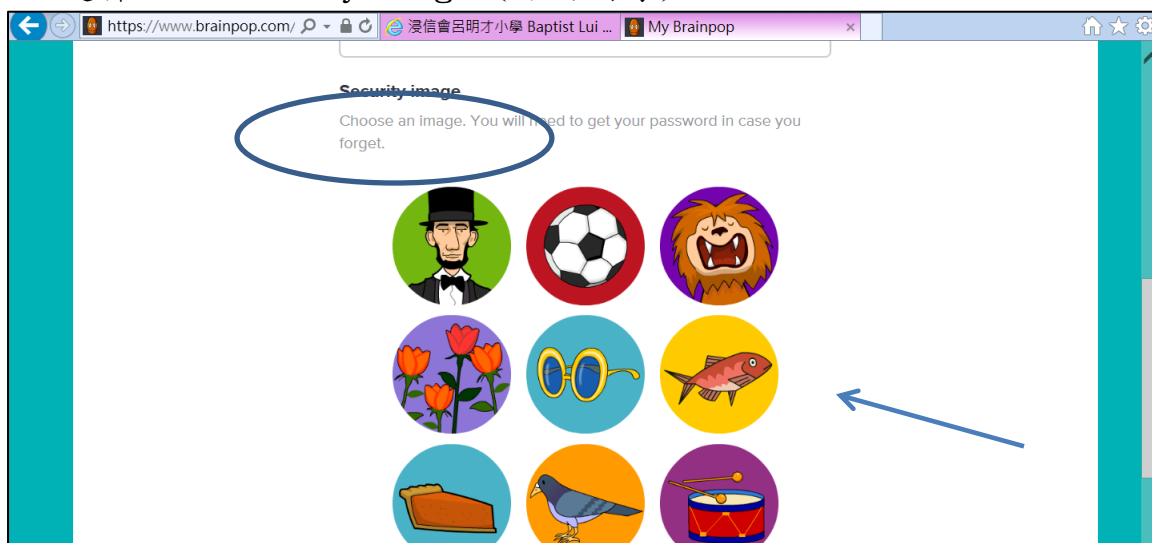 https://www.brainpop.com/ 浸信會呂明才小學 Baptist Lui ... My Brainpop ×
Security image
Choose an image. You will need to get your password in case you
forget.